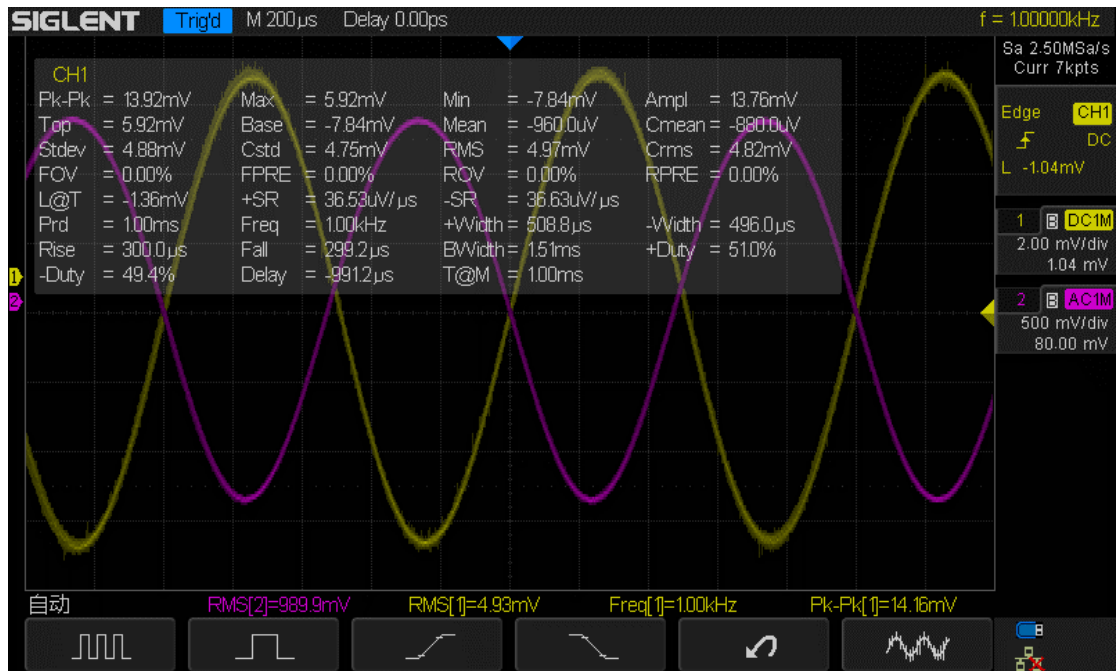 SIGLENT Trig'd M 200µs Delay 0.00ps f = 1.00000kHz
Sa 2.50MSa/s
Curr 7kpts
CH1
Pk-Pk = 13.92mV Max = 5.92mV Min = -7.84mV Ampl = 13.76mV
Top = 5.92mV Base = -7.84mV Mean = -960.0uV Cmean = -880.0uV
Stdev = 4.88mV Cstd = 4.75mV RMS = 4.97mV Crms = 4.82mV
FOV = 0.00% FPRE = 0.00% ROV = 0.00% RPRE = 0.00%
L@T = -1.36mV +SR = 36.53uV/µs -SR = 36.63uV/µs
Prd = 1.00ms Freq = 1.00kHz +Width = 508.8µs -Width = 496.0µs
Rise = 300.0µs Fall = 299.2µs BWidth = 1.51ms +Duty = 51.0%
-Duty = 49.4% Delay = -991.2µs T@M = 1.00ms
Edge CH1
DC
L -1.04mV
1 B DC1M
2.00 mV/div
1.04 mV
2 B AC1M
500 mV/div
80.00 mV
1
2
自动 RMS[2]=989.9mV RMS[1]=4.93mV Freq[1]=1.00kHz Pk-Pk[1]=14.16mV